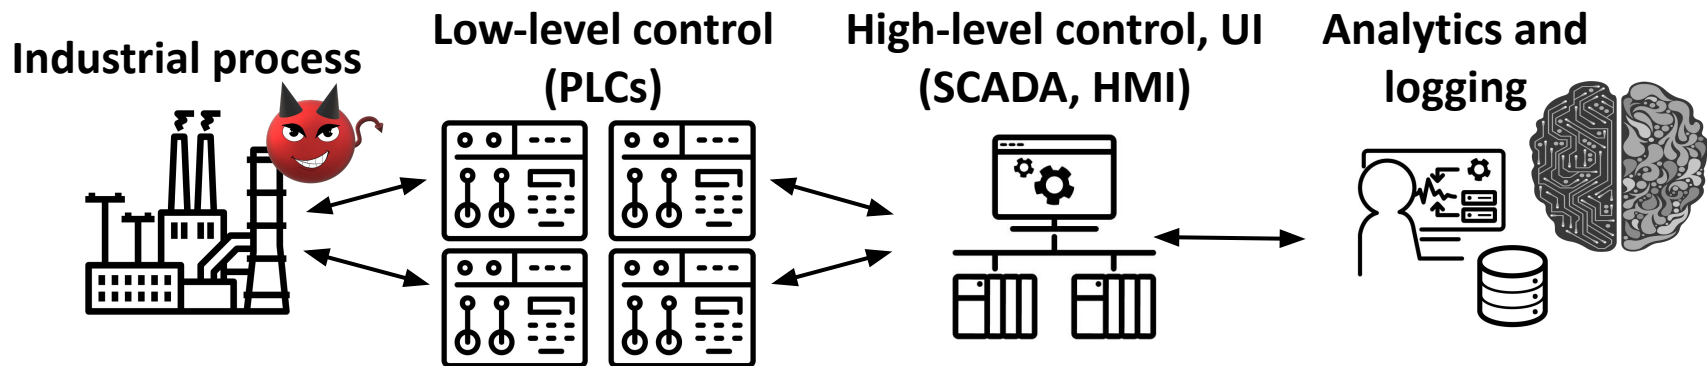 Industrial process
Low-level control
(PLCs)
High-level control, UI
(SCADA, HMI)
Analytics and
logging